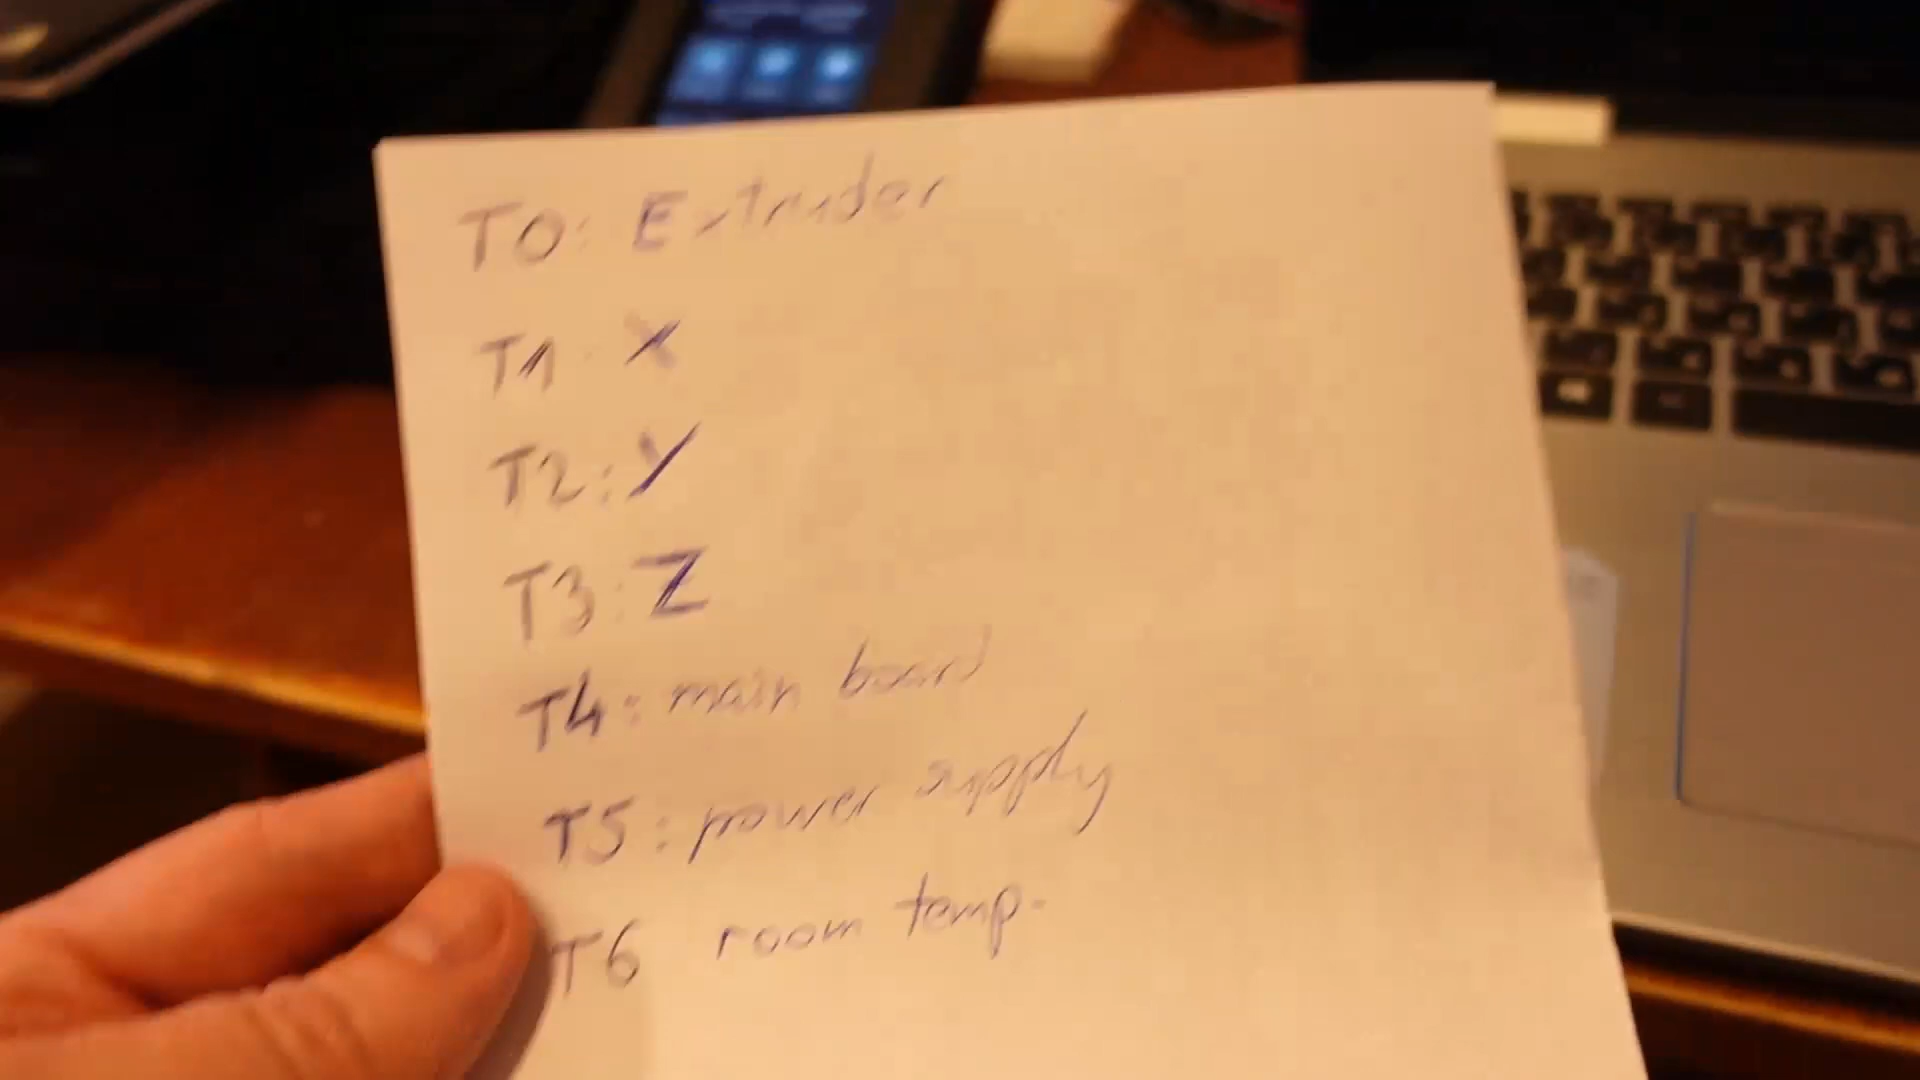 T0: Extruder
T1: X
T2: Y
T3: Z
T4: main board
T5: power supply
T6 room temp.